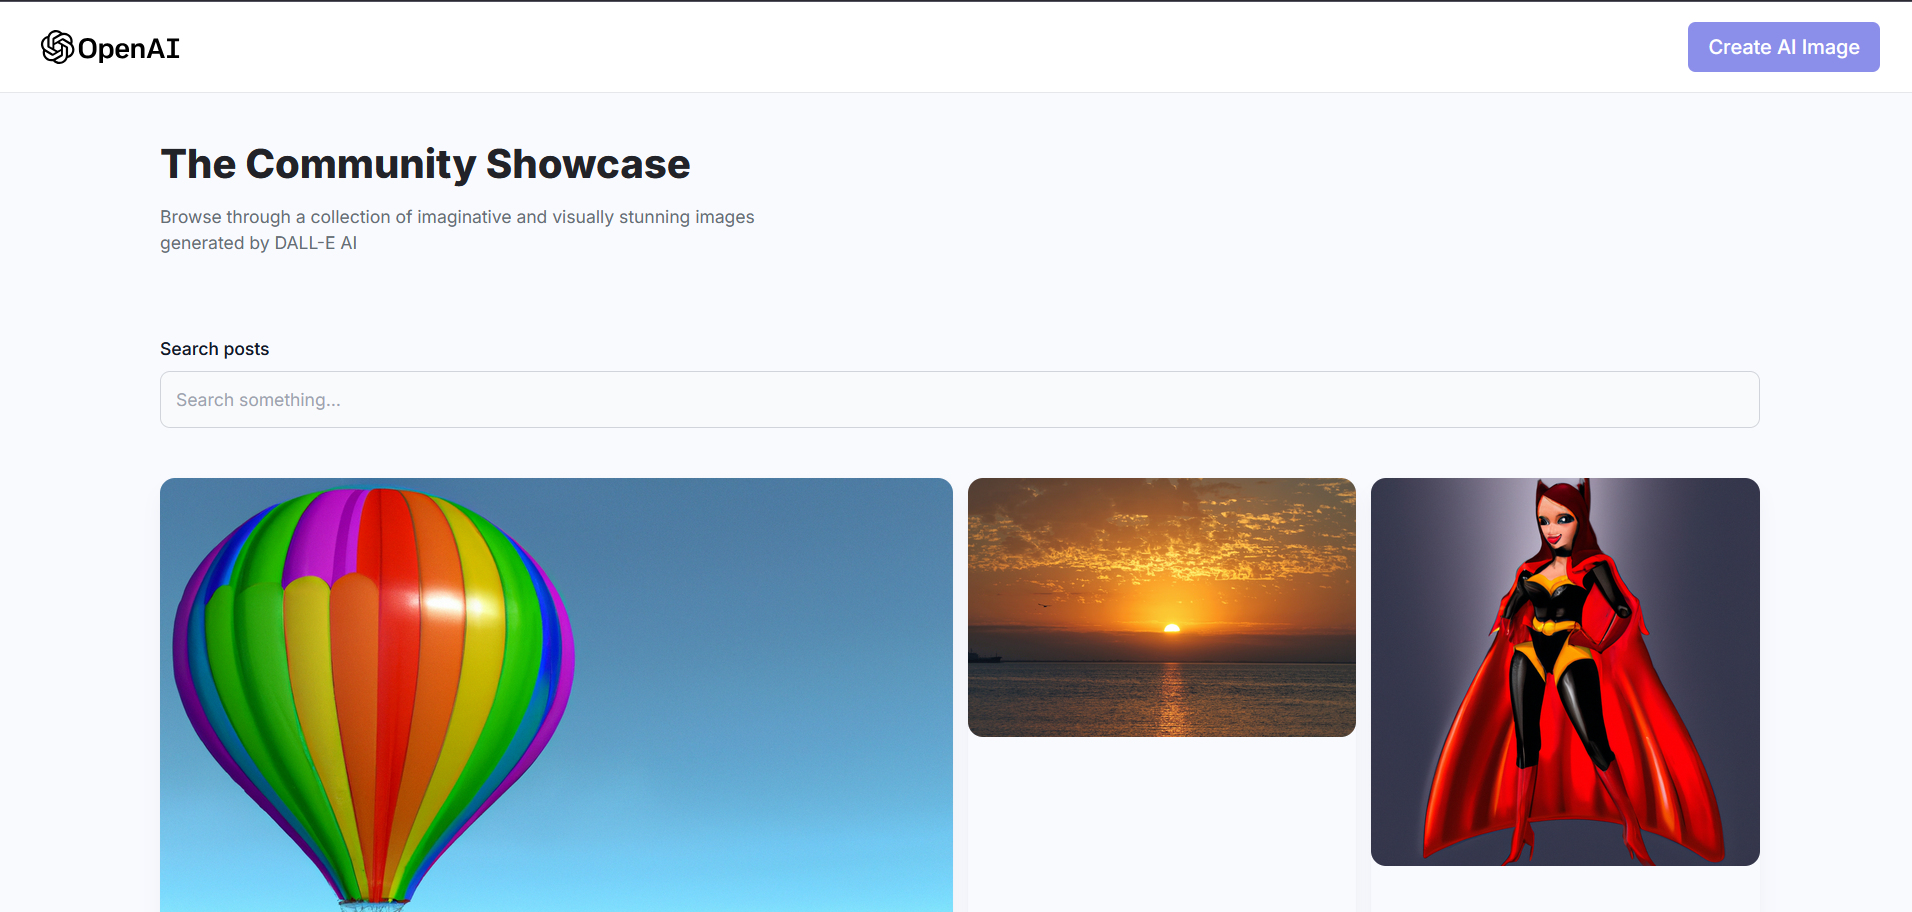 OpenAI
Create AI Image
The Community Showcase
Browse through a collection of imaginative and visually stunning images
generated by DALL-E AI
Search posts
Search something...